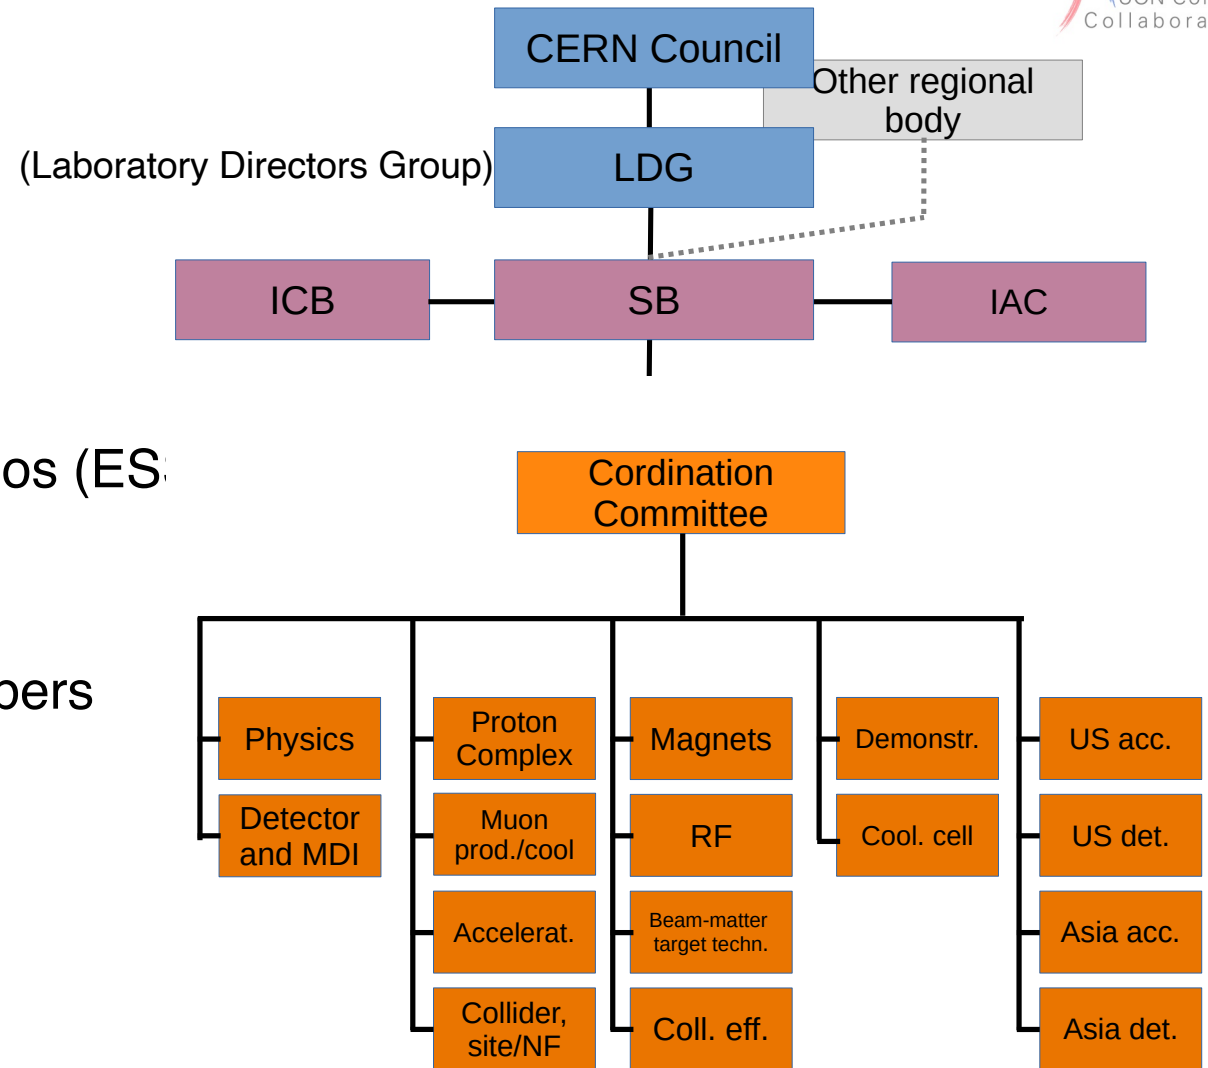 Collabora
CERN Council
Other regional
body
(Laboratory Directors Group)
LDG
ICB
SB
IAC
os (ES
Cordination
Committee
pers
Physics
Proton
Complex
Magnets
Demonstr.
US acc.
Detector
and MDI
Muon
prod./cool
RF
Cool. cell
US det.
Accelerat.
Beam-matter
target techn.
Asia acc.
Collider,
site/NF
Coll. eff.
Asia det.